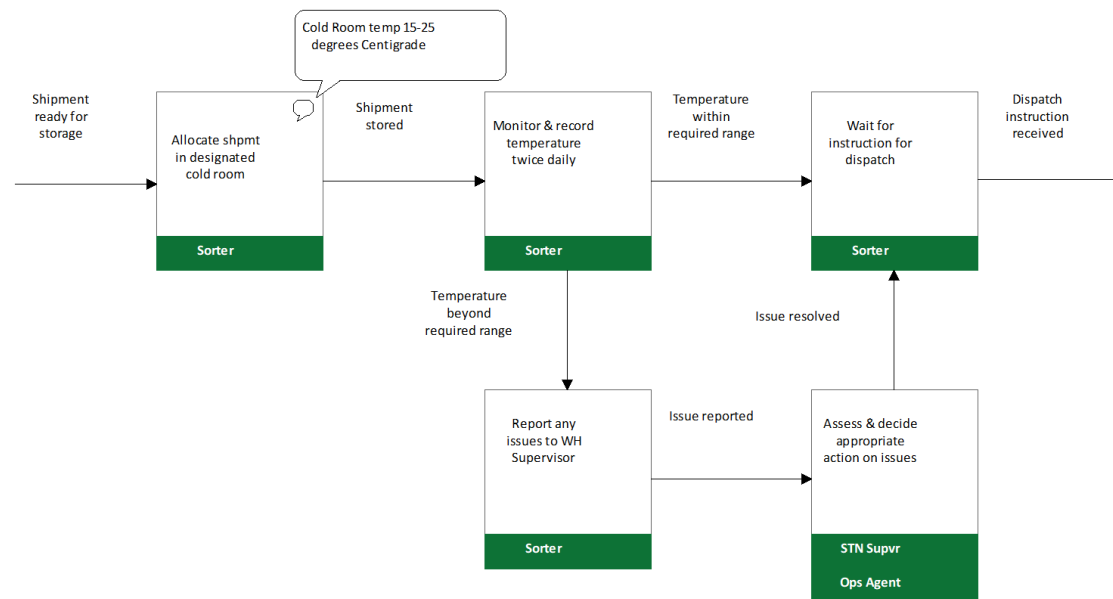 Cold Room temp 15-25
degrees Centigrade
Shipment
ready for
storage
Allocate shpmt
in designated
cold room
Sorter
Shipment
stored
Monitor & record
temperature
twice daily
Sorter
Temperature
within
required range
Wait for
instruction for
dispatch
Sorter
Dispatch
instruction
received
Temperature
beyond
required range
Issue resolved
Report any
issues to WH
Supervisor
Sorter
Issue reported
Assess & decide
appropriate
action on issues
STN Supvr
Ops Agent